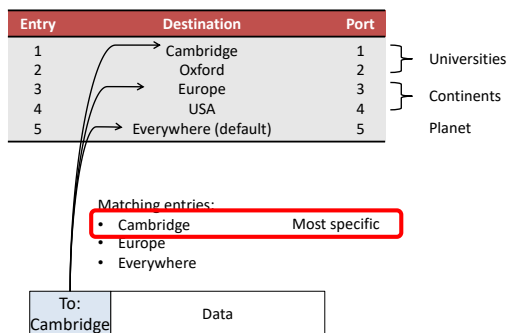 Entry Destination Port
1 Cambridge 1
2 Oxford 2
Universities
3 Europe 3
4 USA 4
Continents
5 Everywhere (default) 5 Planet
Matching entries:
• Cambridge Most specific
• Europe
• Everywhere
To:
Cambridge
Data